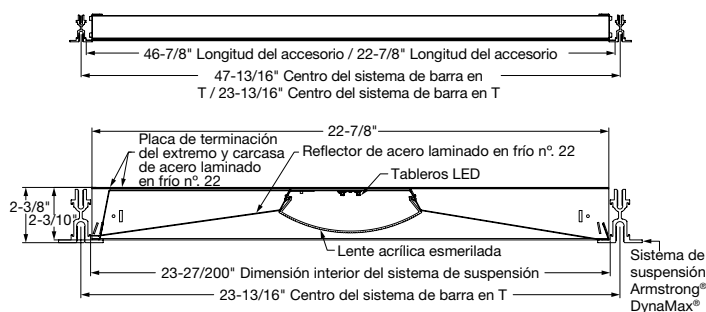 46-7/8" Longitud del accesorio / 22-7/8" Longitud del accesorio
47-13/16" Centro del sistema de barra en
T / 23-13/16" Centro del sistema de barra en T
22-7/8"
Placa de terminación
del extremo y carcasa
de acero laminado
en frío nº. 22
Reflector de acero laminado en frío nº. 22
Tableros LED
2-3/8"
2-3/10"
Lente acrílica esmerilada
23-27/200" Dimensión interior del sistema de suspensión
23-13/16" Centro del sistema de barra en T
Sistema de
suspensión
Armstrong®
DynaMax®